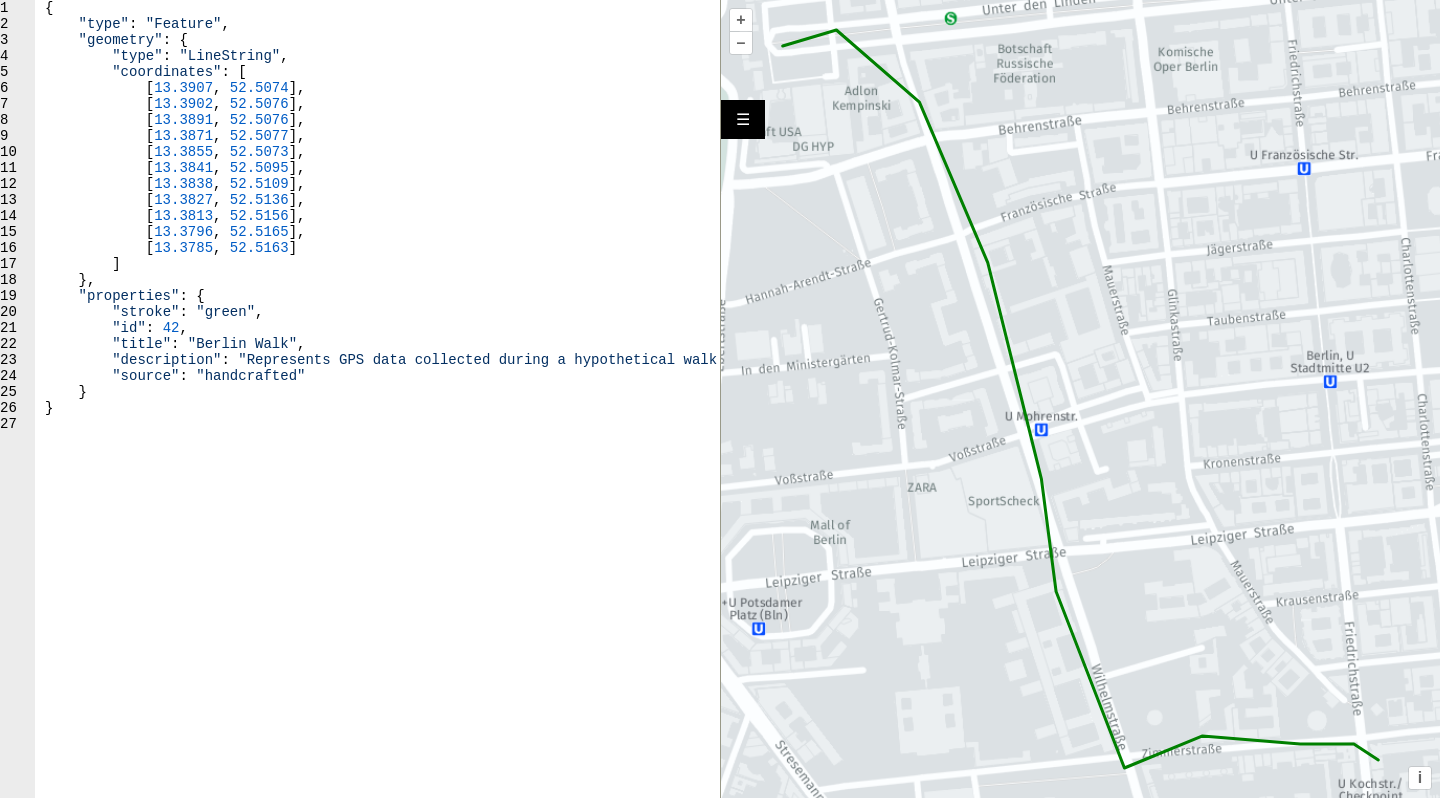 1 {
2     "type": "Feature",
3     "geometry": {
4         "type": "LineString",
5         "coordinates": [
6             [13.3907, 52.5074],
7             [13.3902, 52.5076],
8             [13.3891, 52.5076],
9             [13.3871, 52.5077],
10             [13.3855, 52.5073],
11             [13.3841, 52.5095],
12             [13.3838, 52.5109],
13             [13.3827, 52.5136],
14             [13.3813, 52.5156],
15             [13.3796, 52.5165],
16             [13.3785, 52.5163]
17         ]
18     },
19     "properties": {
20         "stroke": "green",
21         "id": 42,
22         "title": "Berlin Walk",
23         "description": "Represents GPS data collected during a hypothetical walk
24         "source": "handcrafted"
25     }
26 }
27
+
−
☰
S
Unter den Linden
Botschaft
Russische
Föderation
Komische
Oper Berlin
Friedrichstraße
Adlon
Kempinski
Behrenstraße
Behrenstraße
Behrenstraße
ft USA
DG HYP
U Französische Str.
U
Französische Straße
Jägerstraße
Hannah-Arendt-Straße
Mauerstraße
Glinkastraße
Charlottenstraße
Gertrud-Kolmar-Straße
Taubenstraße
In den Ministergärten
Berlin, U
Stadtmitte U2
U
U Mohrenstr.
U
Charlottenstraße
Voßstraße
Voßstraße
Kronenstraße
ZARA
SportScheck
Mall of
Berlin
Leipziger Straße
Leipziger Straße
Leipziger Straße
Mauerstraße
Krausenstraße
+U Potsdamer
Platz (Bln)
U
Friedrichstraße
Wilhelmstraße
Zimmerstraße
Stresemann
U Kochstr./
Checkpoint
i